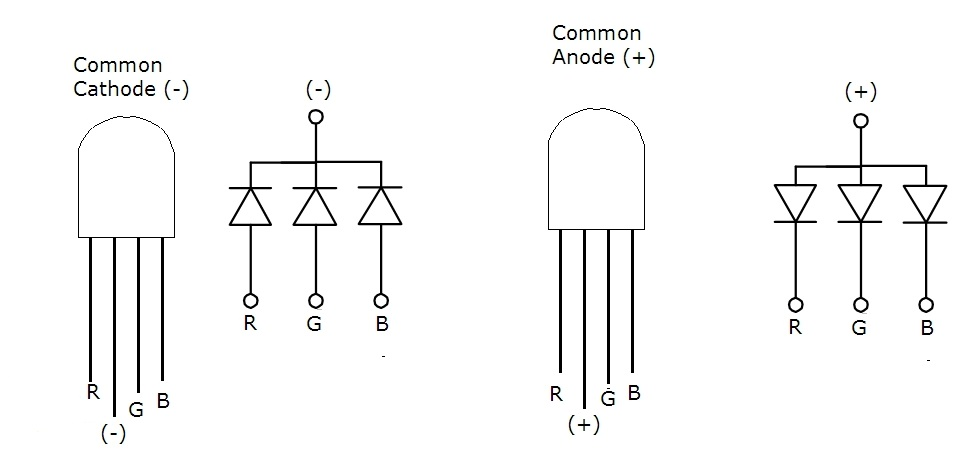 Common
Cathode (-)
(-)
R
G
B
R
G
B
(-)
Common
Anode (+)
(+)
R
G
B
R
G
B
(+)